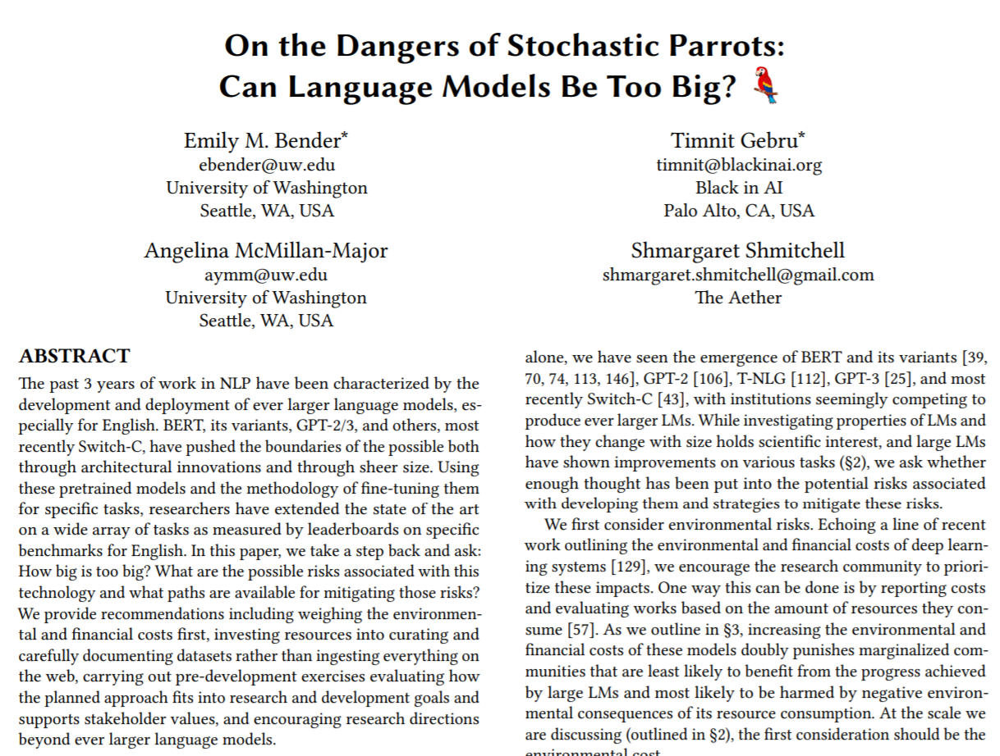 On the Dangers of Stochastic Parrots:
Can Language Models Be Too Big? 🦜
Emily M. Bender*
ebender@uw.edu
University of Washington
Seattle, WA, USA
Timnit Gebru*
timnit@blackinai.org
Black in AI
Palo Alto, CA, USA
Angelina McMillan-Major
aymm@uw.edu
University of Washington
Seattle, WA, USA
Shmargaret Shmitchell
shmargaret.shmitchell@gmail.com
The Aether
ABSTRACT
The past 3 years of work in NLP have been characterized by the
development and deployment of ever larger language models, es-
pecially for English. BERT, its variants, GPT-2/3, and others, most
recently Switch-C, have pushed the boundaries of the possible both
through architectural innovations and through sheer size. Using
these pretrained models and the methodology of fine-tuning them
for specific tasks, researchers have extended the state of the art
on a wide array of tasks as measured by leaderboards on specific
benchmarks for English. In this paper, we take a step back and ask:
How big is too big? What are the possible risks associated with this
technology and what paths are available for mitigating those risks?
We provide recommendations including weighing the environmen-
tal and financial costs first, investing resources into curating and
carefully documenting datasets rather than ingesting everything on
the web, carrying out pre-development exercises evaluating how
the planned approach fits into research and development goals and
supports stakeholder values, and encouraging research directions
beyond ever larger language models.
alone, we have seen the emergence of BERT and its variants [39,
70, 74, 113, 146], GPT-2 [106], T-NLG [112], GPT-3 [25], and most
recently Switch-C [43], with institutions seemingly competing to
produce ever larger LMs. While investigating properties of LMs and
how they change with size holds scientific interest, and large LMs
have shown improvements on various tasks (§2), we ask whether
enough thought has been put into the potential risks associated
with developing them and strategies to mitigate these risks.
We first consider environmental risks. Echoing a line of recent
work outlining the environmental and financial costs of deep learn-
ing systems [129], we encourage the research community to priori-
tize these impacts. One way this can be done is by reporting costs
and evaluating works based on the amount of resources they con-
sume [57]. As we outline in §3, increasing the environmental and
financial costs of these models doubly punishes marginalized com-
munities that are least likely to benefit from the progress achieved
by large LMs and most likely to be harmed by negative environ-
mental consequences of its resource consumption. At the scale we
are discussing (outlined in §2), the first consideration should be the
environmental cost.